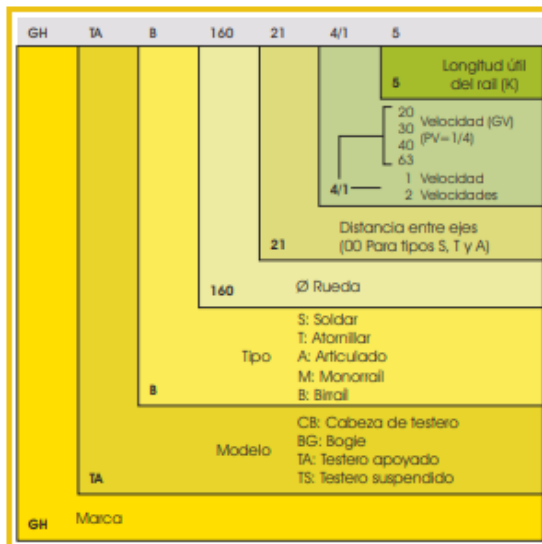 GH TA B 160 21 4/1 5
Longitud útil
5 del rail (K)
20
30 Velocidad (GV)
40 (PV=1/4)
63
1 Velocidad
4/1 2 Velocidades
Distancia entre ejes
21 (00 Para tipos S, T y A)
160 Ø Rueda
S: Soldar
T: Atornillar
Tipo A: Articulado
M: Monorraíl
B B: Birraíl
CB: Cabeza de testero
Modelo BG: Bogie
TA: Testero apoyado
TA TS: Testero suspendido
GH Marca